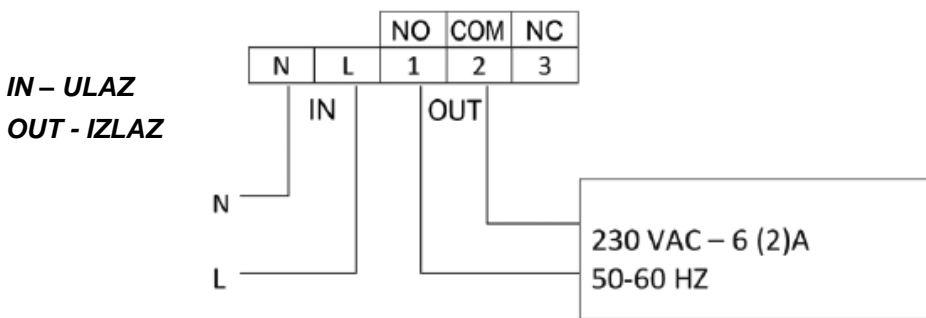 NO COM NC
N L 1 2 3
IN – ULAZ
IN OUT
OUT - IZLAZ
N
230 VAC – 6 (2)A
L
50-60 HZ